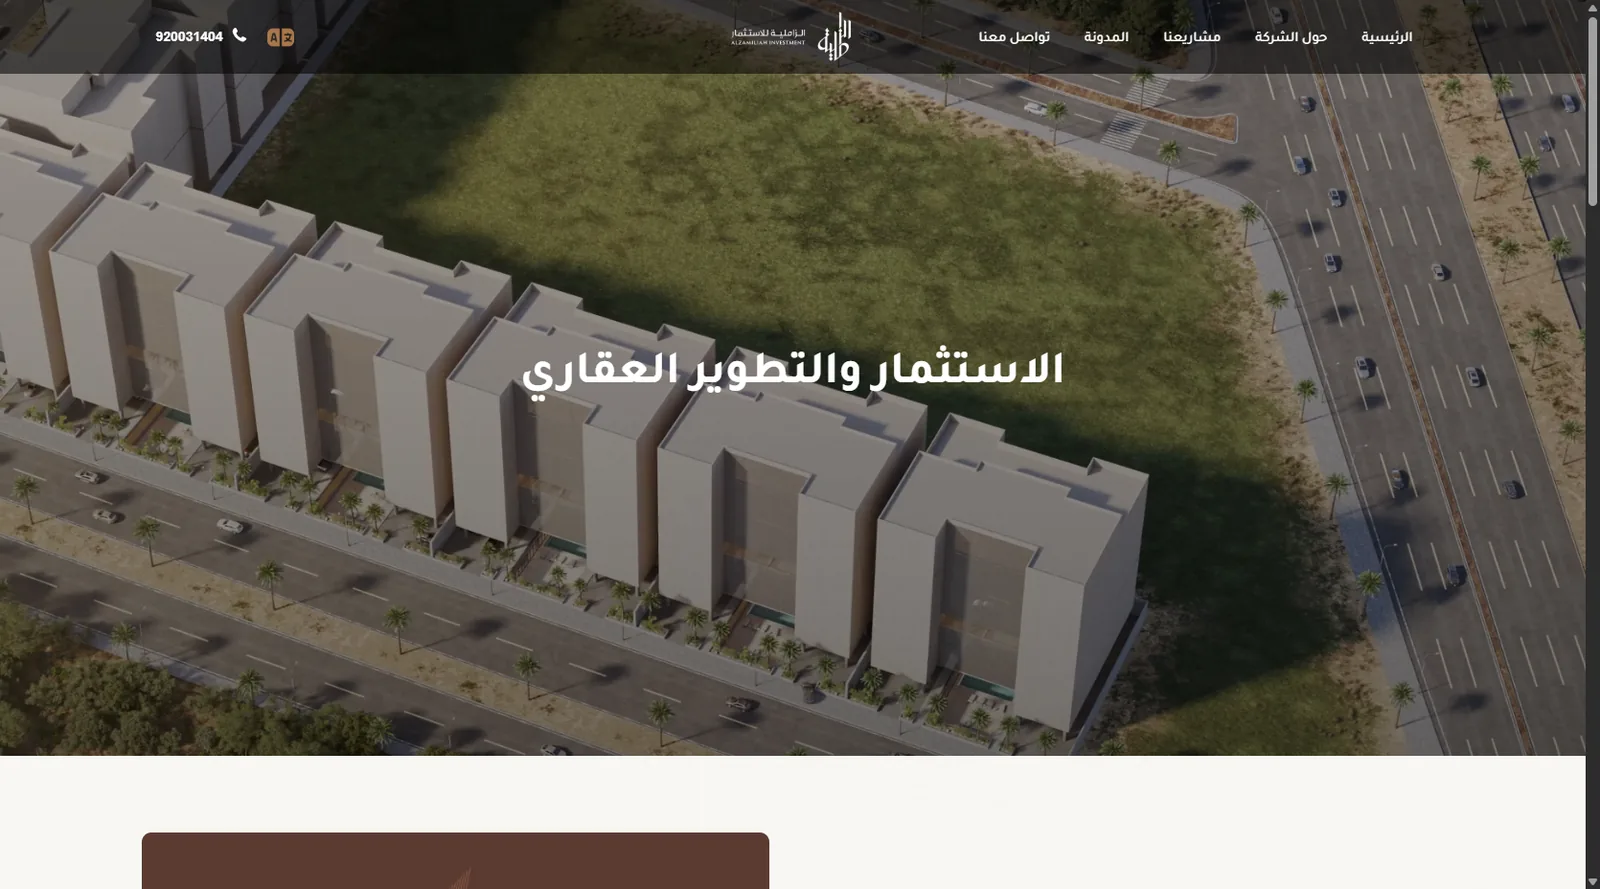 الرئيسية
حول الشركة
مشاريعنا
المدونة
تواصل معنا
الزاملية للاستثمار
ALZAMILIAH INVESTMENT
920031404
الاستثمار والتطوير العقاري